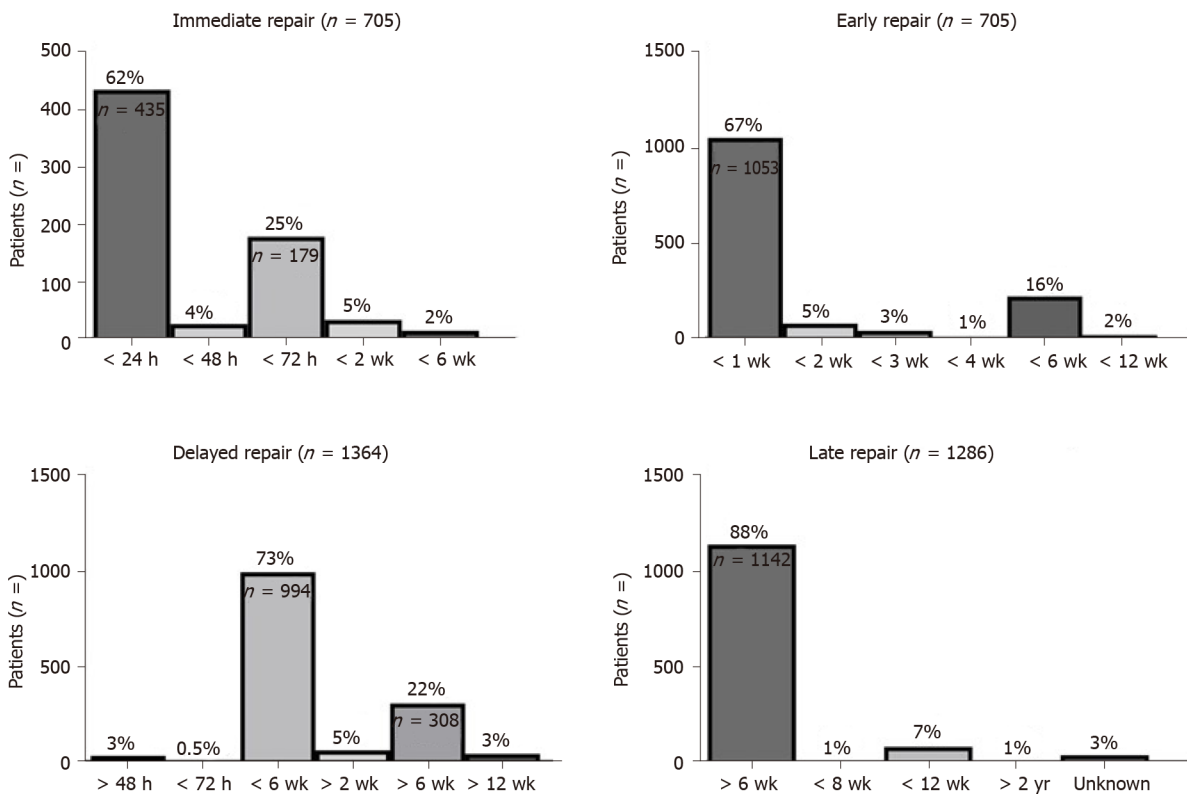 Immediate repair (n = 705)
500
400
300
200
100
0
Patients (n =)
62%
n = 435
4%
25%
n = 179
5%
2%
< 24 h < 48 h < 72 h < 2 wk < 6 wk
Early repair (n = 705)
1500
1000
500
0
Patients (n =)
67%
n = 1053
5%
3%
1%
16%
2%
< 1 wk < 2 wk < 3 wk < 4 wk < 6 wk < 12 wk
Delayed repair (n = 1364)
1500
1000
500
0
Patients (n =)
3%
0.5%
73%
n = 994
5%
22%
n = 308
3%
> 48 h < 72 h < 6 wk > 2 wk > 6 wk > 12 wk
Late repair (n = 1286)
1500
1000
500
0
Patients (n =)
88%
n = 1142
1%
7%
1%
3%
> 6 wk < 8 wk < 12 wk > 2 yr Unknown